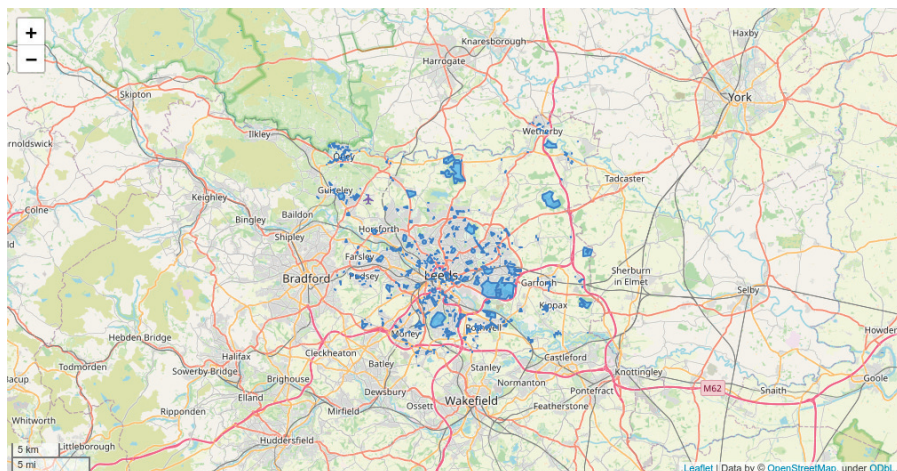 +
−
Haxby
Knaresborough
Harrogate
Skipton
York
Ilkley
Wetherby
Otley
Tadcaster
Guiseley
Keighley
Colne
Baildon
Bingley
Horsforth
Shipley
Farsley
Pudsey
Leeds
Bradford
Garforth
Sherburn
in Elmet
Selby
Kippax
Rothwell
Morley
Howden
Hebden Bridge
Halifax
Cleckheaton
Batley
Castleford
Todmorden
Sowerby Bridge
Stanley
Knottingley
Goole
Brighouse
Dewsbury
Normanton
Pontefract
M62
Snaith
Elland
Ripponden
Mirfield
Ossett
Wakefield
Featherstone
Whitworth
Huddersfield
Littleborough
5 km
5 mi
Leaflet | Data by © OpenStreetMap, under ODbL.